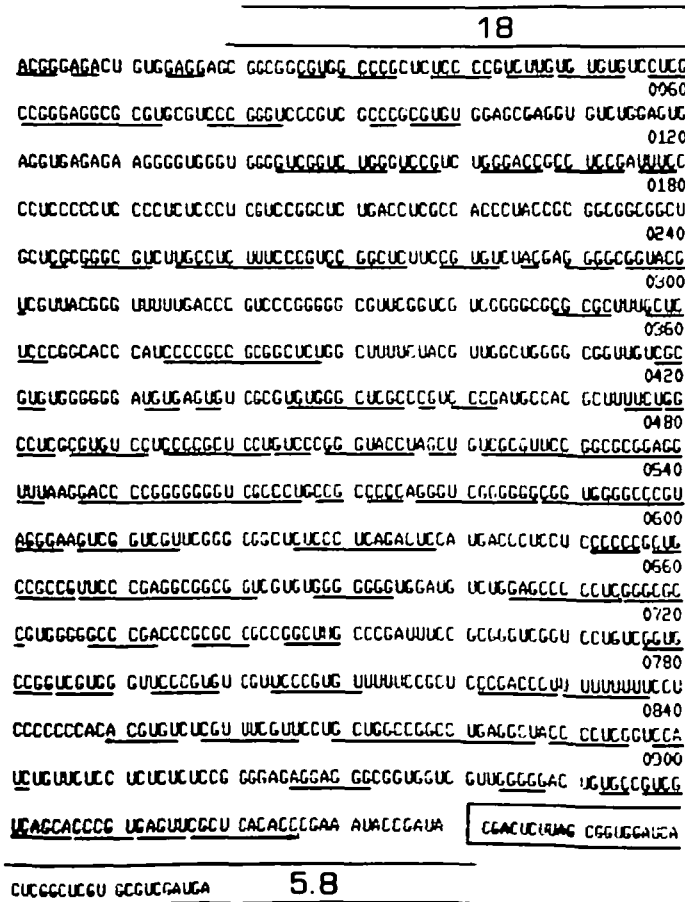 18
ACGGGAGACU GUGGAGGAGC GGCGGCGUGG CCCCGCUCUCC CCGUCUUGUG UGUGUCCUCG
0060
CCGGGAGGCG CGUGCGUCCC GGGUCCCGUC GCCCGCGUGU GGAGCGAGGU GUCUGGAGUG
0120
AGGUGAGAGA AGGGGUGGGU GGGGUCGGUC UGGGUCCGUC UGGGACCGCC UCCGAUUUCC
0180
CCUCCCCCUC CCCUCUCCCU CGUCCGGCUC UGACCUCGCC ACCCUACCGC GGCGGCGGCU
0240
GCUCGCGGGC GUCUUGCCUC UUUCCCGUCC GGCUCUUCCG UGUCUACGAG GGGCGGUACG
0300
UCGUUACGGG UUUUUGACCC GUCCCGGGGG CGUUCGGUCG UCGGGGCGCG CGCUUUGCUC
0360
UCCCGGCACC CAUCCCCGCC GCGGCUCUGG CUUUUCUACG UUGGCUGGGG CGGUUGUCGC
0420
GUGUGGGGGG AUGUGAGUGU CGCGUGUGGG CUCGCCCGUC CCGAUGCCAC GCUUUUCUGG
0480
CCUCGCGUGU CCUCCCCGCU CCUGUCCCGG GUACCUAGCU GUCGCGUUCC GGCGCGGAGG
0540
UUUAAGGACC CCGGGGGGGU CGCCCUGCCG CCCCCAGGGU CGGGGGGCGG UGGGGCCCGU
0600
AGGGAAGUCG GUCGUUCGGG CGGCUCUCCC UCAGACUCCA UGACCCUCCU CCCCCCGCUG
0660
CCGCCGUUCC CGAGGCGGCG GUCGUGUGGG GGGGUGGAUG UCUGGAGCCC CCUCGGGCGC
0720
CGUGGGGGCC CGACCCGCGC CGCCGGCUUG CCCGAUUUCC GCGGGUCGGU CCUGUCGGUG
0780
CCGGUCGUGG GUUCCCGUGU CGUUCCCGUG UUUUUCCGCU CCCGACCCUU UUUUUUUCCU
0840
CCCCCCCACA CGUGUCUCGU UUCGUUCCUG CUGGCCGGCC UGAGGCUACC CCUCGGUCCA
0900
UCUGUUCUCC UCUCUCUCCG GGGAGAGGAG GGCGGUGGUC GUUGGGGGAC UGUGCCGUCG
UCAGCACCCG UGAGUUCGCU CACACCCGAA AUACCGAUA CGACUCUUAG CGGUGGAUCA
CUCGGCUCGU GCGUCGAUGA 5.8